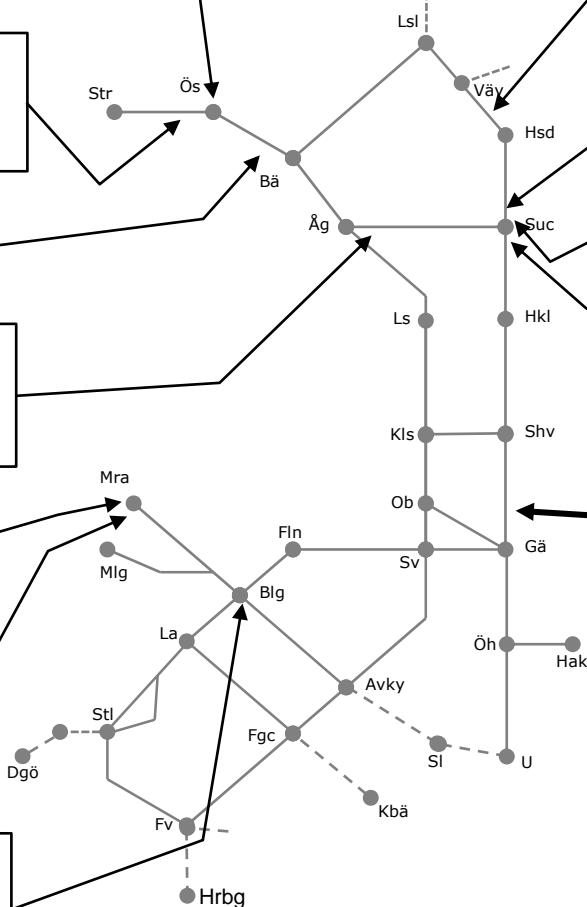 Lsl
Väv
Str
Ös
Hsd
Bä
Åg
Suc
Ls
Hkl
Kls
Shv
Mra
Ob
Fln
Mlg
Sv
Gä
Blg
La
Öh
Hak
Avky
Stl
Fgc
Sl
U
Dgö
Kbä
Fv
Hrbg